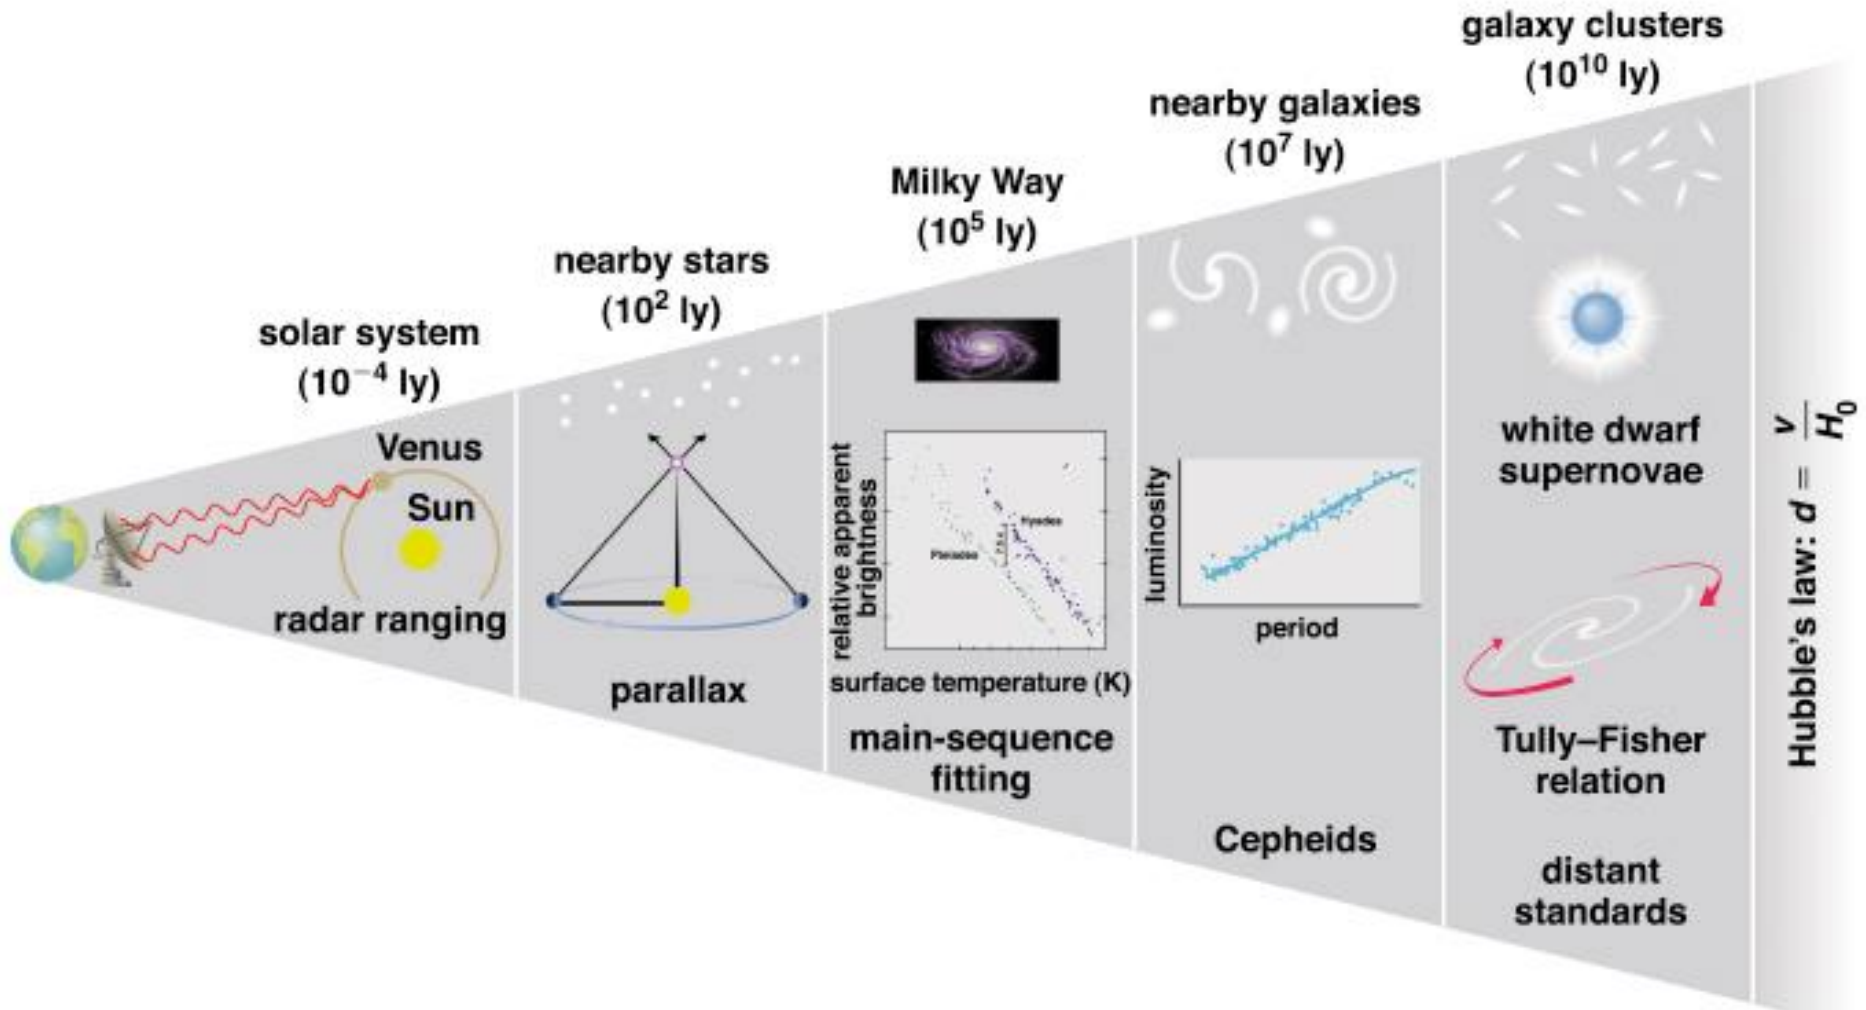 solar system
(10⁻⁴ ly)
Venus
Sun
radar ranging
nearby stars
(10² ly)
parallax
Milky Way
(10⁵ ly)
relative apparent
brightness
Hyades
Pleiades
surface temperature (K)
main-sequence
fitting
nearby galaxies
(10⁷ ly)
luminosity
period
Cepheids
galaxy clusters
(10¹⁰ ly)
white dwarf
supernovae
Tully–Fisher
relation
distant
standards
Hubble's law: d = v/H₀